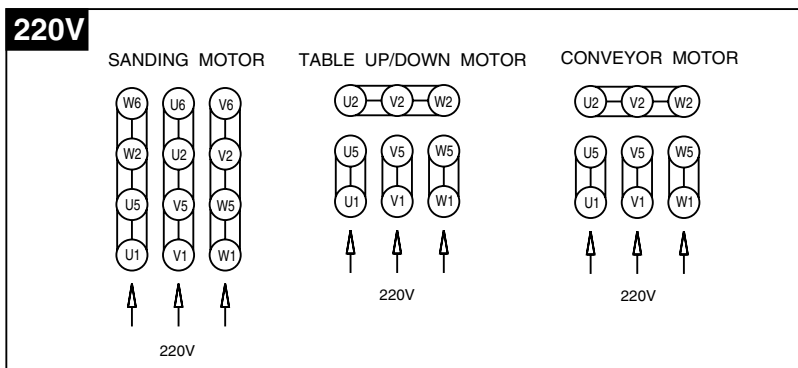 220V
SANDING MOTOR
W6 U6 V6
W2 U2 V2
U5 V5 W5
U1 V1 W1
220V
TABLE UP/DOWN MOTOR
U2 V2 W2
U5 V5 W5
U1 V1 W1
220V
CONVEYOR MOTOR
U2 V2 W2
U5 V5 W5
U1 V1 W1
220V